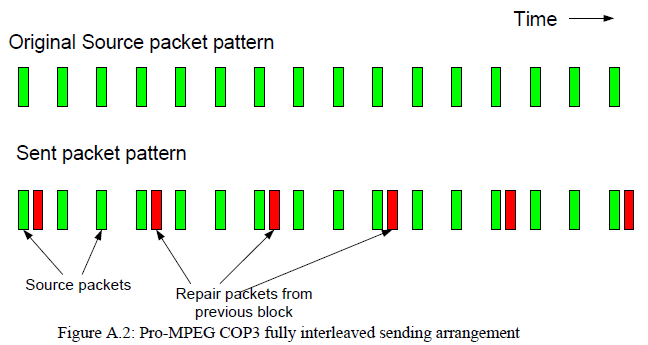 Time
Original Source packet pattern
Sent packet pattern
Source packets
Repair packets from
previous block
Figure A.2: Pro-MPEG COP3 fully interleaved sending arrangement